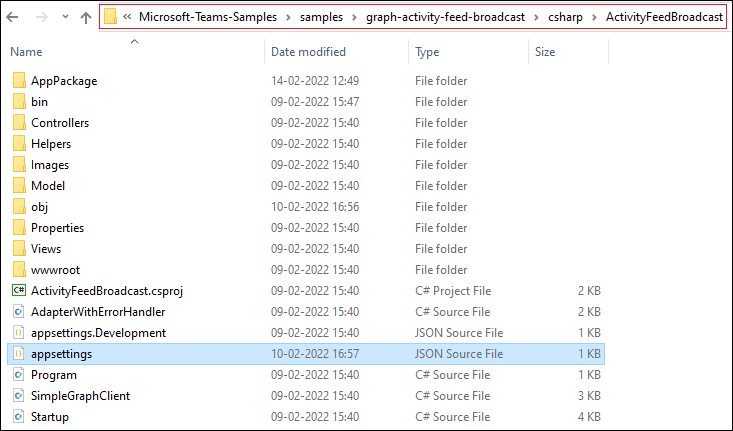 « Microsoft-Teams-Samples › samples › graph-activity-feed-broadcast › csharp › ActivityFeedBroadcast
Name Date modified Type Size
AppPackage 14-02-2022 12:49 File folder
bin 09-02-2022 15:47 File folder
Controllers 09-02-2022 15:40 File folder
Helpers 09-02-2022 15:40 File folder
Images 09-02-2022 15:40 File folder
Model 09-02-2022 15:40 File folder
obj 10-02-2022 16:56 File folder
Properties 09-02-2022 15:40 File folder
Views 09-02-2022 15:40 File folder
wwwroot 09-02-2022 15:40 File folder
C# ActivityFeedBroadcast.csproj 09-02-2022 15:40 C# Project File 2 KB
AdapterWithErrorHandler 09-02-2022 15:40 C# Source File 2 KB
appsettings.Development 09-02-2022 15:40 JSON Source File 1 KB
appsettings 10-02-2022 16:57 JSON Source File 1 KB
Program 09-02-2022 15:40 C# Source File 1 KB
SimpleGraphClient 09-02-2022 15:40 C# Source File 3 KB
Startup 09-02-2022 15:40 C# Source File 4 KB